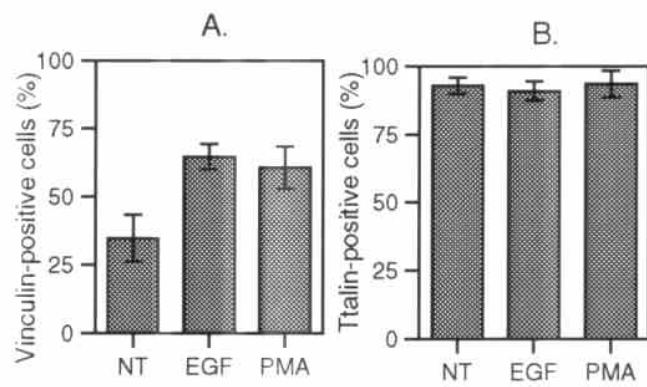 A.
Vinculin-positive cells (%)
100
75
50
25
0
NT EGF PMA
B.
Ttalin-positive cells (%)
100
75
50
25
0
NT EGF PMA